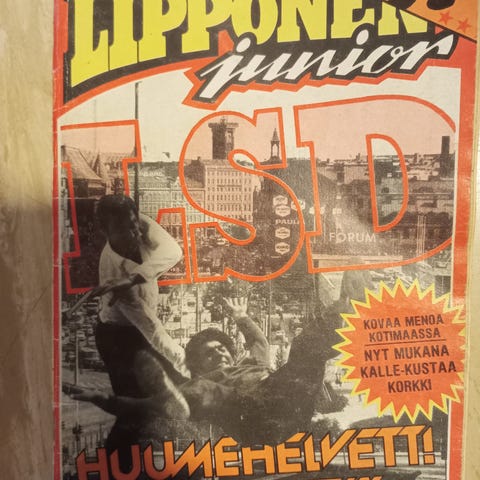 LIPPONEN
junior
LSD
PAUL
FORUM
KOVAA MENOA
KOTIMAASSA
NYT MUKANA
KALLE-KUSTAA
KORKKI
HUUMEHELVETTI